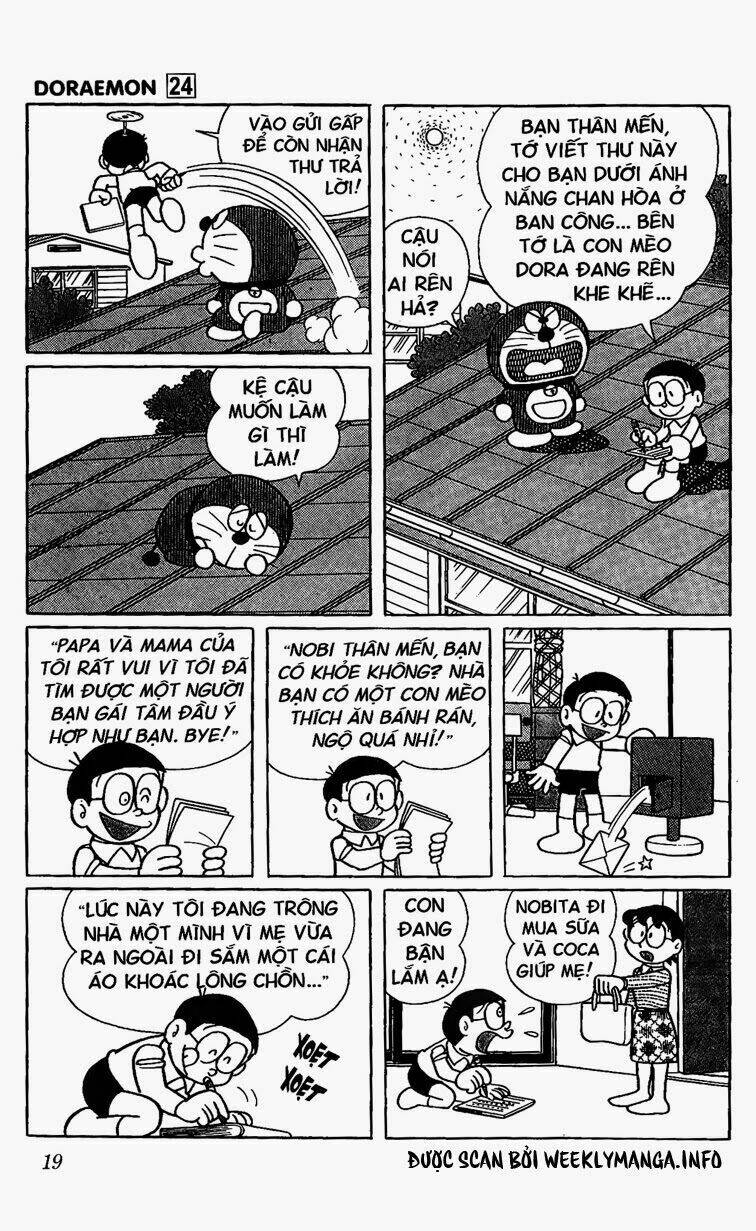 DORAEMON 24
BẠN THÂN MẾN,
TỚ VIẾT THƯ NÀY
CHO BẠN DƯỚI ÁNH
NẮNG CHAN HÒA Ở
BAN CÔNG... BÊN
TỚ LÀ CON MÈO
DORA ĐANG RÊN
KHE KHẼ...
CẬU
NÓI
AI RÊN
HẢ?
VÀO GỬI GẤP
ĐỂ CÒN NHẬN
THƯ TRẢ
LỜI!
KỆ CẬU
MUỐN LÀM
GÌ THÌ
LÀM!
"NOBI THÂN MẾN, BẠN
CÓ KHỎE KHÔNG? NHÀ
BẠN CÓ MỘT CON MÈO
THÍCH ĂN BÁNH RÁN,
NGỘ QUÁ NHỈ!"
"PAPA VÀ MAMA CỦA
TÔI RẤT VUI VÌ TÔI ĐÃ
TÌM ĐƯỢC MỘT NGƯỜI
BẠN GÁI TÂM ĐẦU Ý
HỢP NHƯ BẠN. BYE!"
NOBITA ĐI
MUA SỮA
VÀ COCA
GIÚP MẸ!
CON
ĐANG
BẬN
LẮM Ạ!
"LÚC NÀY TÔI ĐANG TRÔNG
NHÀ MỘT MÌNH VÌ MẸ VỪA
RA NGOÀI ĐI SẮM MỘT CÁI
ÁO KHOÁC LÔNG CHỒN..."
XOẸT
XOẸT
19
ĐƯỢC SCAN BỞI WEEKLYMANGA.INFO